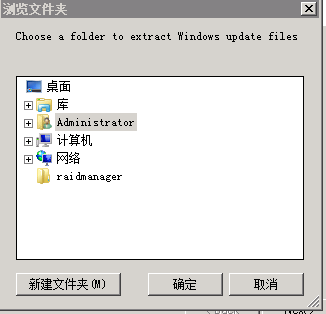 浏览文件夹
Choose a folder to extract Windows update files
桌面
库
Administrator
计算机
网络
raidmanager
新建文件夹(M) 确定 取消